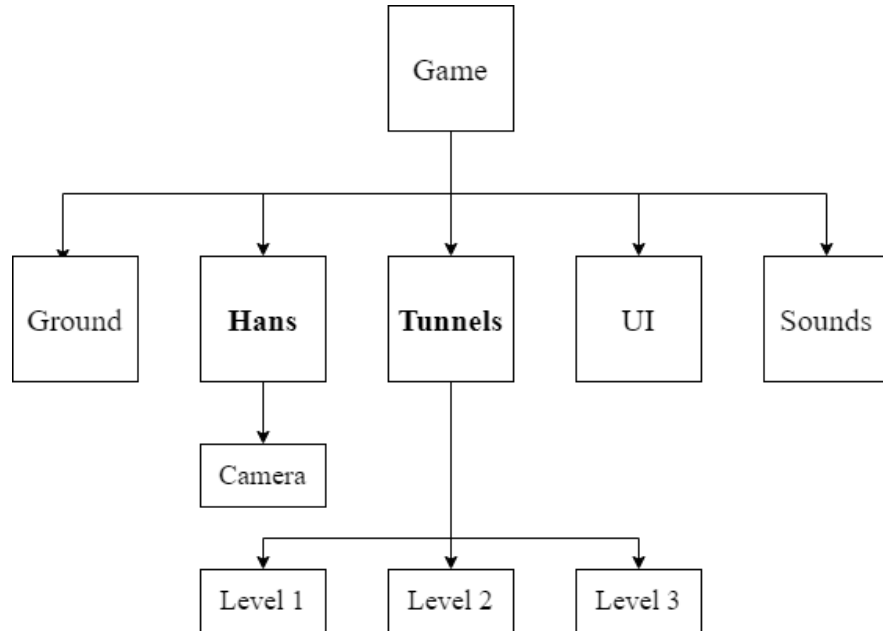 Game
Ground
Hans
Tunnels
UI
Sounds
Camera
Level 1
Level 2
Level 3